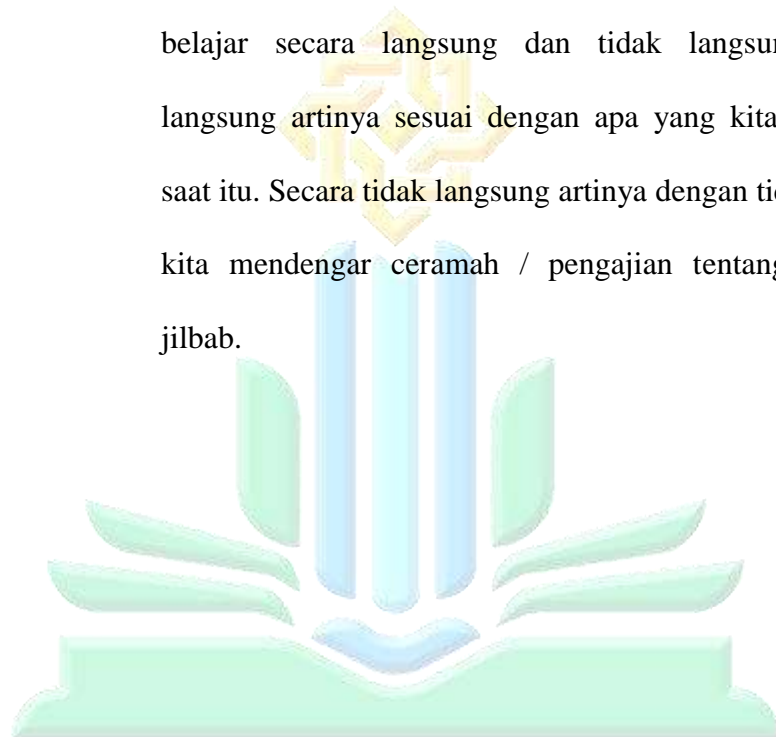 belajar secara langsung dan tidak
langsung artinya sesuai dengan apa yang kita
saat itu. Secara tidak langsung artinya dengan
kita mendengar ceramah / pengajian tentang
jilbab.